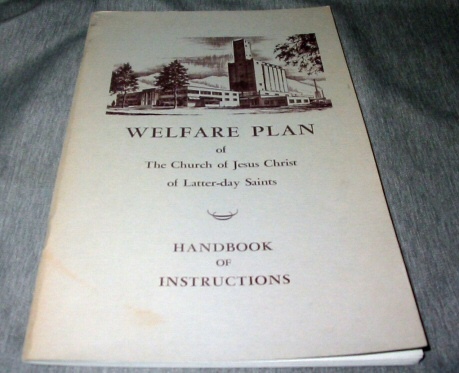 WELFARE PLAN
of
The Church of Jesus Christ
of Latter-day Saints
HANDBOOK
OF
INSTRUCTIONS